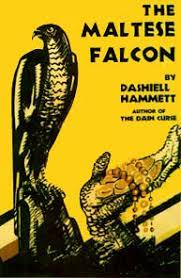 THE
MALTESE
FALCON
BY
DASHIELL
HAMMETT
AUTHOR OF
THE DAIN CURSE